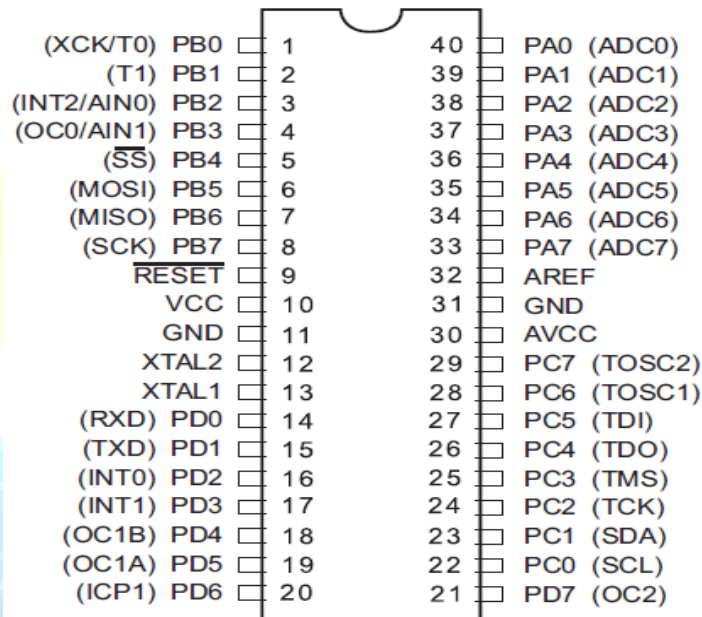 (XCK/T0) PB0 1 40 PA0 (ADC0)
(T1) PB1 2 39 PA1 (ADC1)
(INT2/AIN0) PB2 3 38 PA2 (ADC2)
(OC0/AIN1) PB3 4 37 PA3 (ADC3)
(S̅S̅) PB4 5 36 PA4 (ADC4)
(MOSI) PB5 6 35 PA5 (ADC5)
(MISO) PB6 7 34 PA6 (ADC6)
(SCK) PB7 8 33 PA7 (ADC7)
R̅E̅S̅E̅T̅ 9 32 AREF
VCC 10 31 GND
GND 11 30 AVCC
XTAL2 12 29 PC7 (TOSC2)
XTAL1 13 28 PC6 (TOSC1)
(RXD) PD0 14 27 PC5 (TDI)
(TXD) PD1 15 26 PC4 (TDO)
(INT0) PD2 16 25 PC3 (TMS)
(INT1) PD3 17 24 PC2 (TCK)
(OC1B) PD4 18 23 PC1 (SDA)
(OC1A) PD5 19 22 PC0 (SCL)
(ICP1) PD6 20 21 PD7 (OC2)